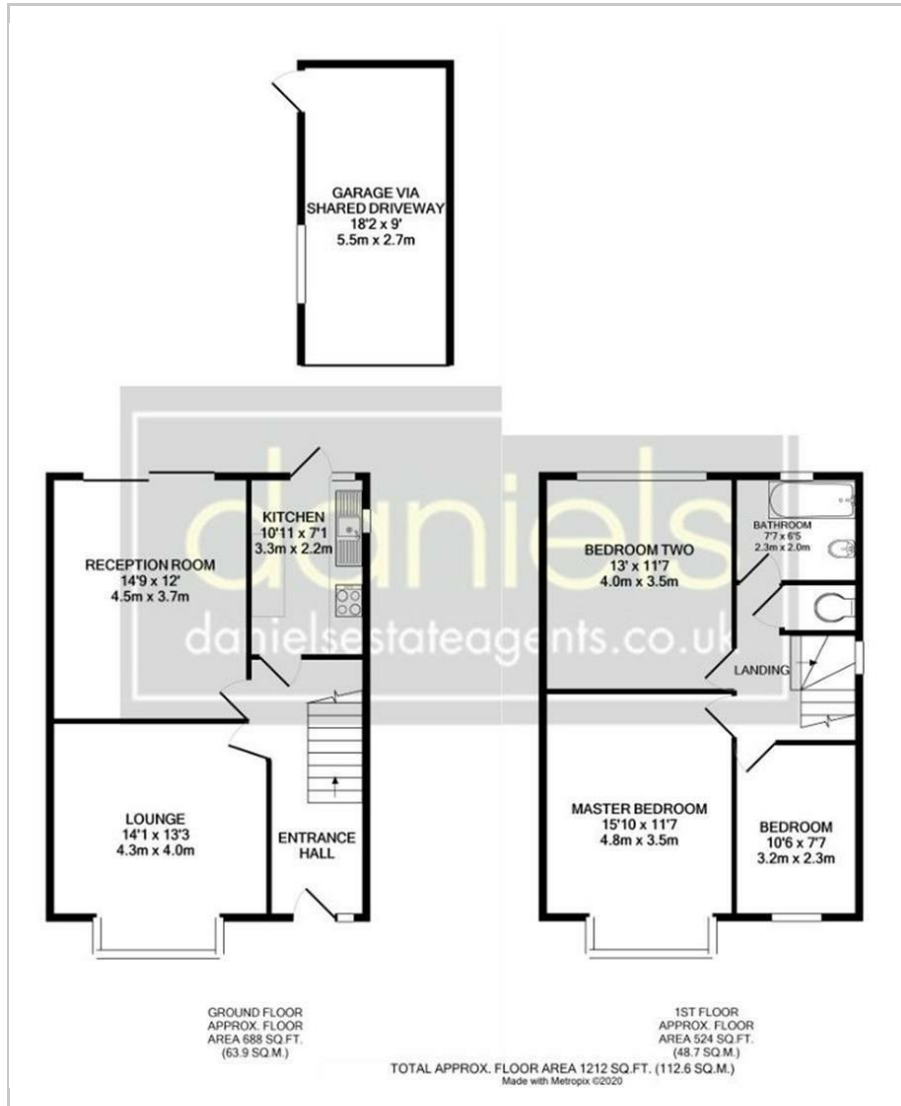 GARAGE VIA
SHARED DRIVEWAY
18'2 x 9'
5.5m x 2.7m
daniels
danielsestateagents.co.uk
RECEPTION ROOM
14'9 x 12'
4.5m x 3.7m
KITCHEN
10'11 x 7'1
3.3m x 2.2m
LOUNGE
14'1 x 13'3
4.3m x 4.0m
ENTRANCE
HALL
BEDROOM TWO
13' x 11'7
4.0m x 3.5m
BATHROOM
7'7 x 6'5
2.3m x 2.0m
LANDING
MASTER BEDROOM
15'10 x 11'7
4.8m x 3.5m
BEDROOM
10'6 x 7'7
3.2m x 2.3m
GROUND FLOOR
APPROX. FLOOR
AREA 688 SQ.FT.
(63.9 SQ.M.)
1ST FLOOR
APPROX. FLOOR
AREA 524 SQ.FT.
(48.7 SQ.M.)
TOTAL APPROX. FLOOR AREA 1212 SQ.FT. (112.6 SQ.M.)
Made with Metropix ©2020